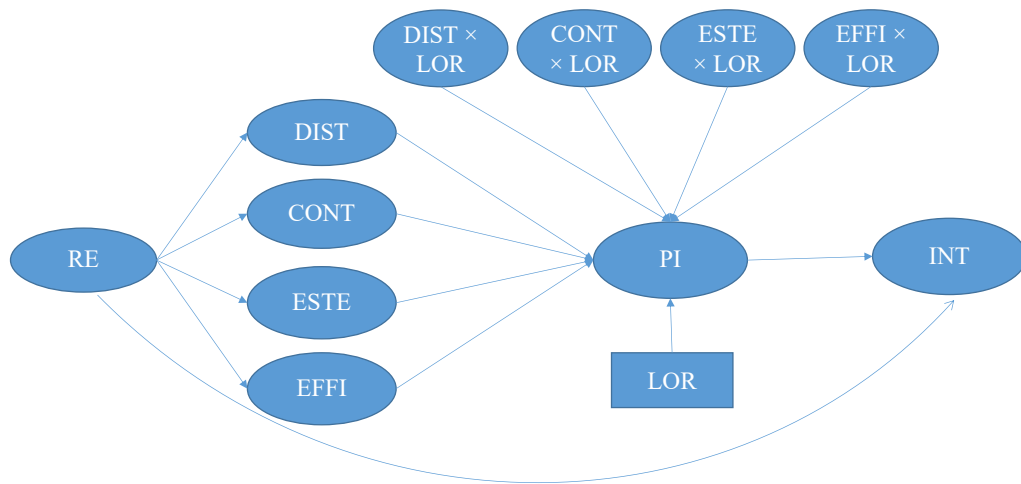 DIST ×
LOR
CONT
× LOR
ESTE
× LOR
EFFI ×
LOR
DIST
CONT
RE
PI
INT
ESTE
EFFI
LOR